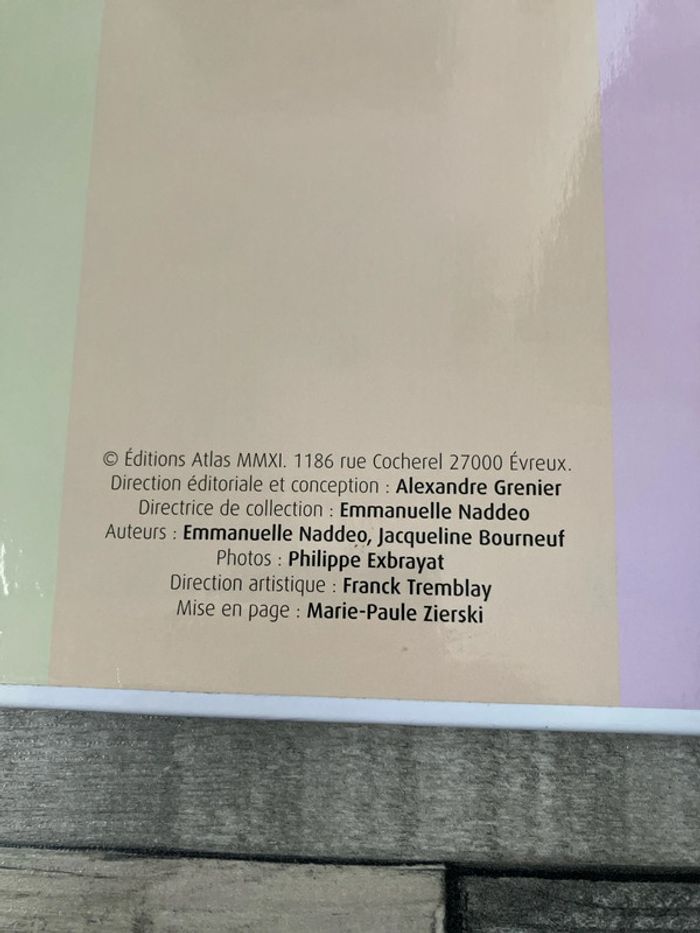 © Éditions Atlas MMXI. 1186 rue Cocherel 27000 Évreux.
Direction éditoriale et conception : Alexandre Grenier
Directrice de collection : Emmanuelle Naddeo
Auteurs : Emmanuelle Naddeo, Jacqueline Bourneuf
Photos : Philippe Exbrayat
Direction artistique : Franck Tremblay
Mise en page : Marie-Paule Zierski